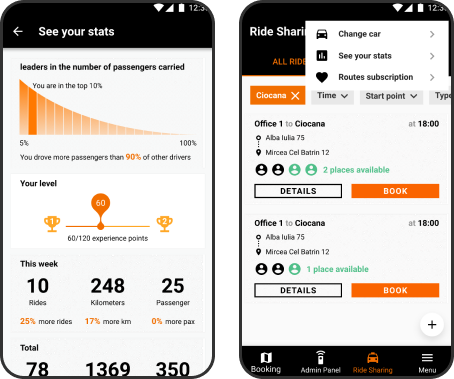 12:3
See your stats
leaders in the number of passengers carried
You are in the top 10%
5%
100%
You drove more passengers than 90% of other drivers
Your level
60
1
2
60/120 experience points
This week
10
248
25
Rides
Kilometers
Passenger
25% more rides
17% more km
0% more pax
Total
78
1369
350
12:3
Ride Sharin
Change car
See your stats
Routes subscription
ALL RIDE
Ciocana
Time
Start point
Type
Office 1 to Ciocana
at 18:00
Alba Iulia 75
Mircea Cel Batrin 12
2 places available
DETAILS
BOOK
Office 1 to Ciocana
at 18:00
Alba Iulia 75
Mircea Cel Batrin 12
1 place available
DETAILS
BOOK
+
Booking
Admin Panel
Ride Sharing
Menu